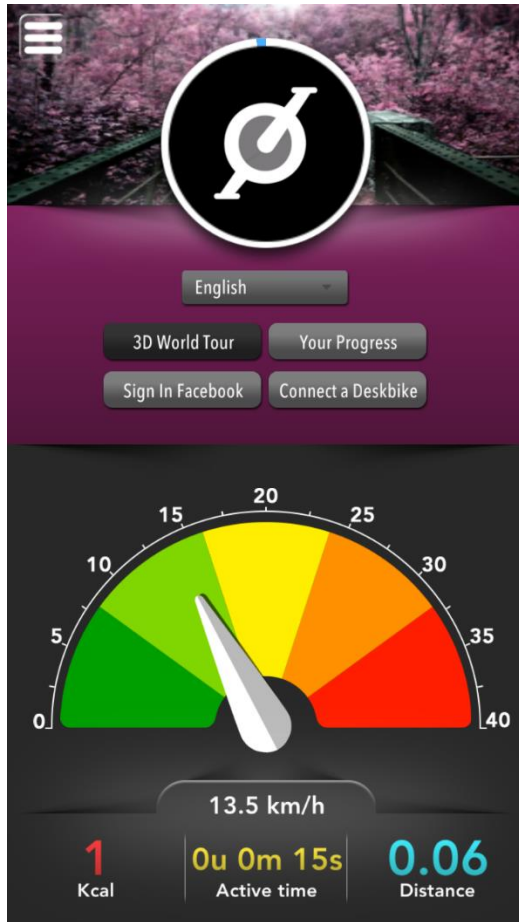 English
3D World Tour Your Progress
Sign In Facebook Connect a Deskbike
20
15 25
10 30
5 35
0 40
13.5 km/h
1 0u 0m 15s 0.06
Kcal Active time Distance